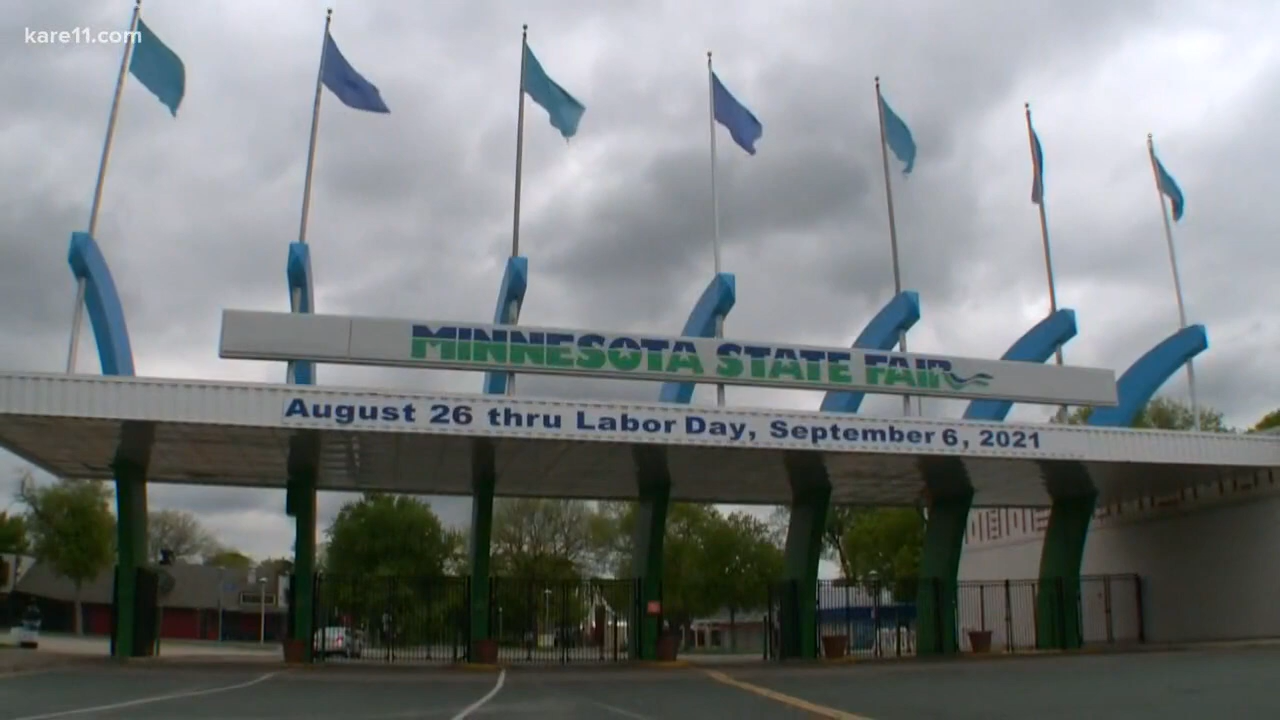 kare11.com
MINNESOTA STATE FAIR
August 26 thru Labor Day, September 6, 2021